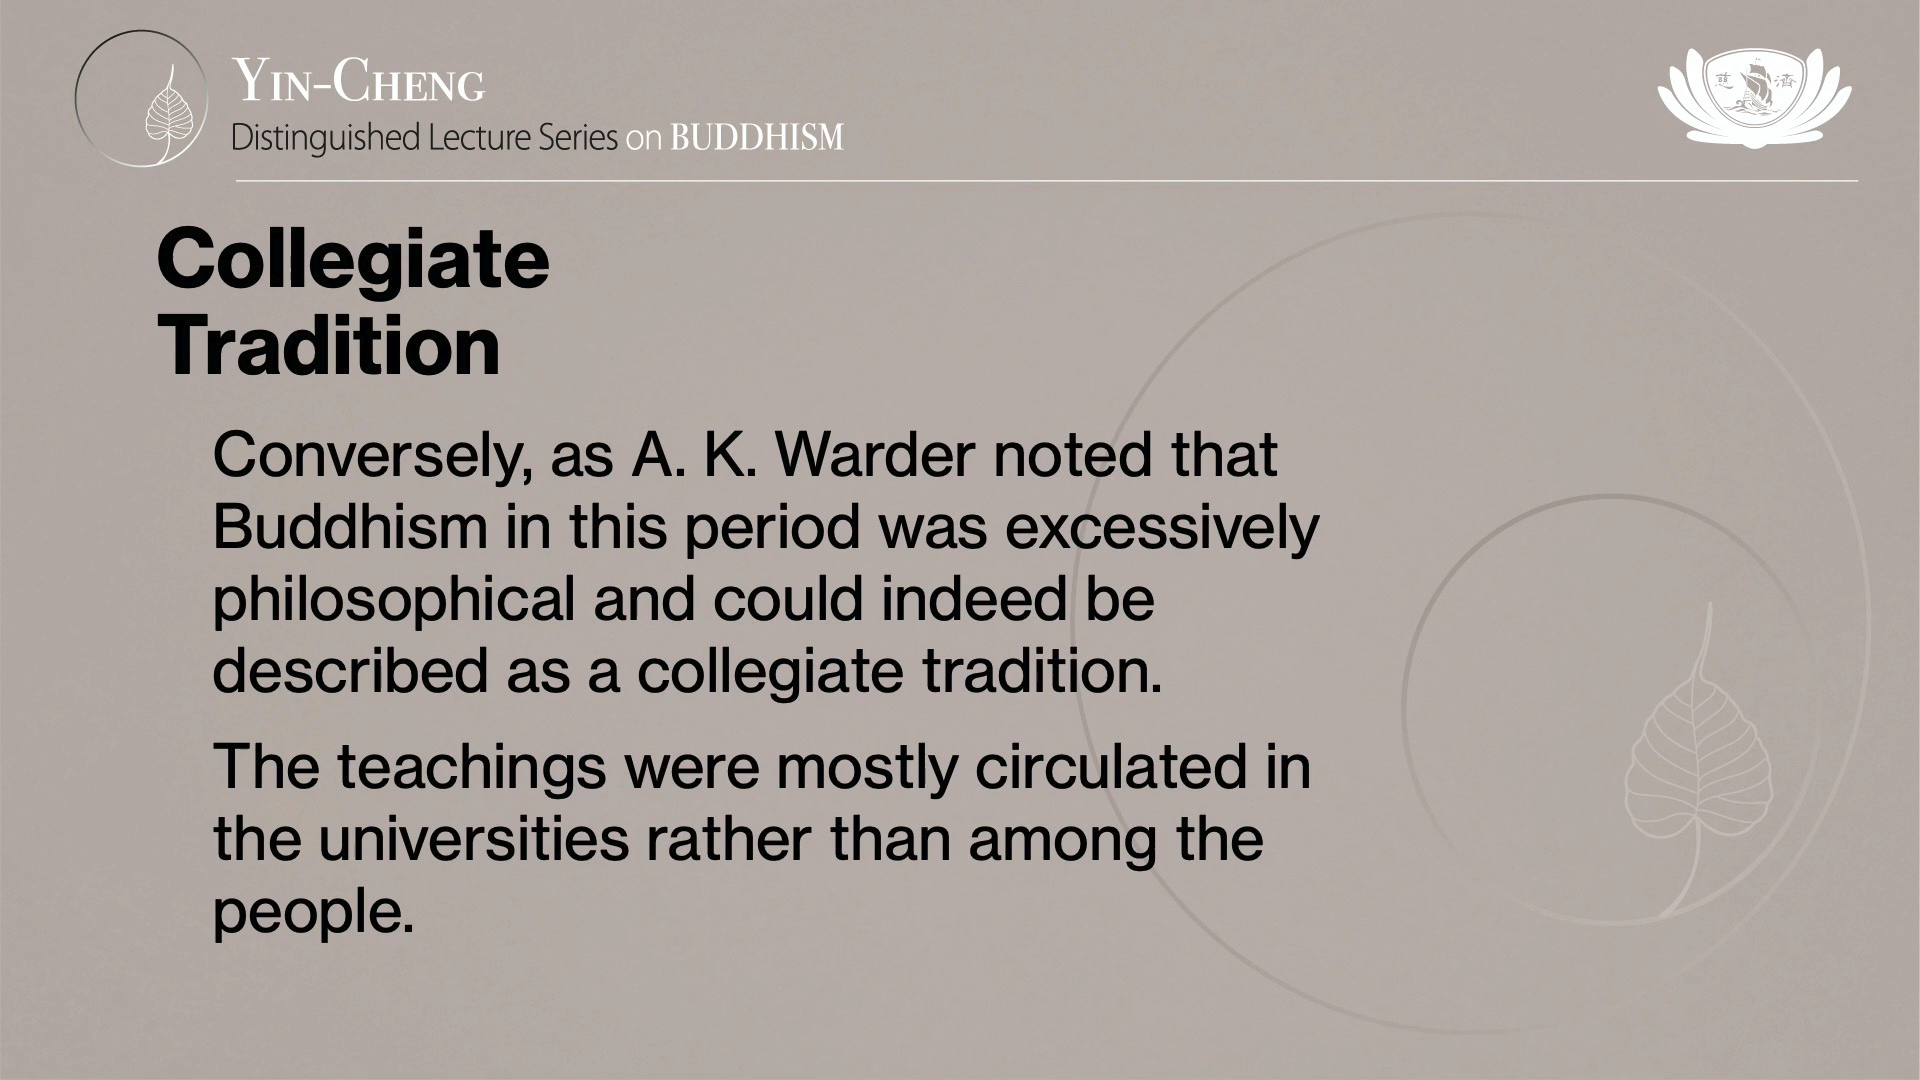 YIN-CHENG
Distinguished Lecture Series on BUDDHISM
慈 濟
Collegiate
Tradition
Conversely, as A. K. Warder noted that
Buddhism in this period was excessively
philosophical and could indeed be
described as a collegiate tradition.
The teachings were mostly circulated in
the universities rather than among the
people.